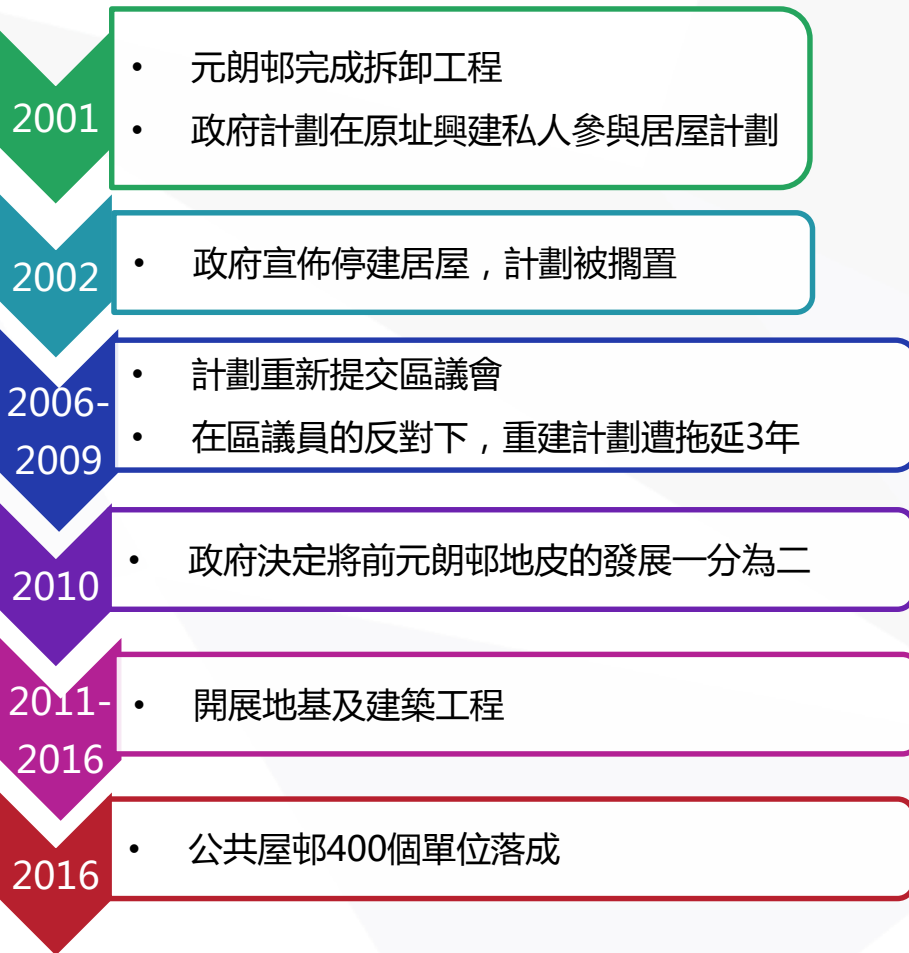 2001
• 元朗邨完成拆卸工程
• 政府計劃在原址興建私人參與居屋計劃
2002
• 政府宣佈停建居屋，計劃被擱置
2006-
2009
• 計劃重新提交區議會
• 在區議員的反對下，重建計劃遭拖延3年
2010
• 政府決定將前元朗邨地皮的發展一分為二
2011-
2016
• 開展地基及建築工程
2016
• 公共屋邨400個單位落成